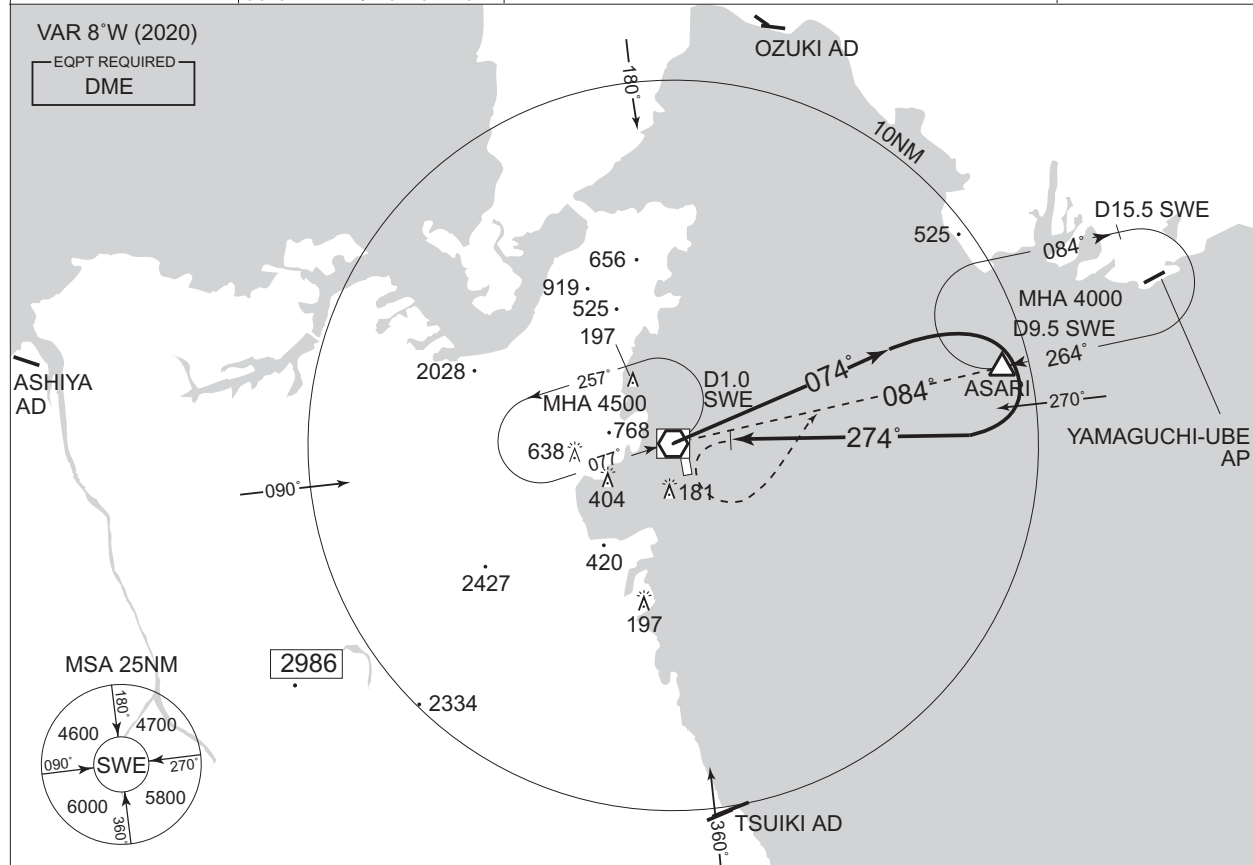 VAR 8°W (2020)
EQPT REQUIRED
DME
OZUKI AD
180°
10NM
D15.5 SWE
525
084°
656
919
525
197
MHA 4000
D9.5 SWE
264°
ASHIYA
AD
2028
257°
MHA 4500
D1.0
SWE
074°
084°
ASARI
270°
768
638
077°
274°
YAMAGUCHI-UBE
AP
090°
404
181
420
2427
197
MSA 25NM
2986
2334
180°
4600
4700
090°
SWE
270°
6000
5800
360°
TSUIKI AD
360°